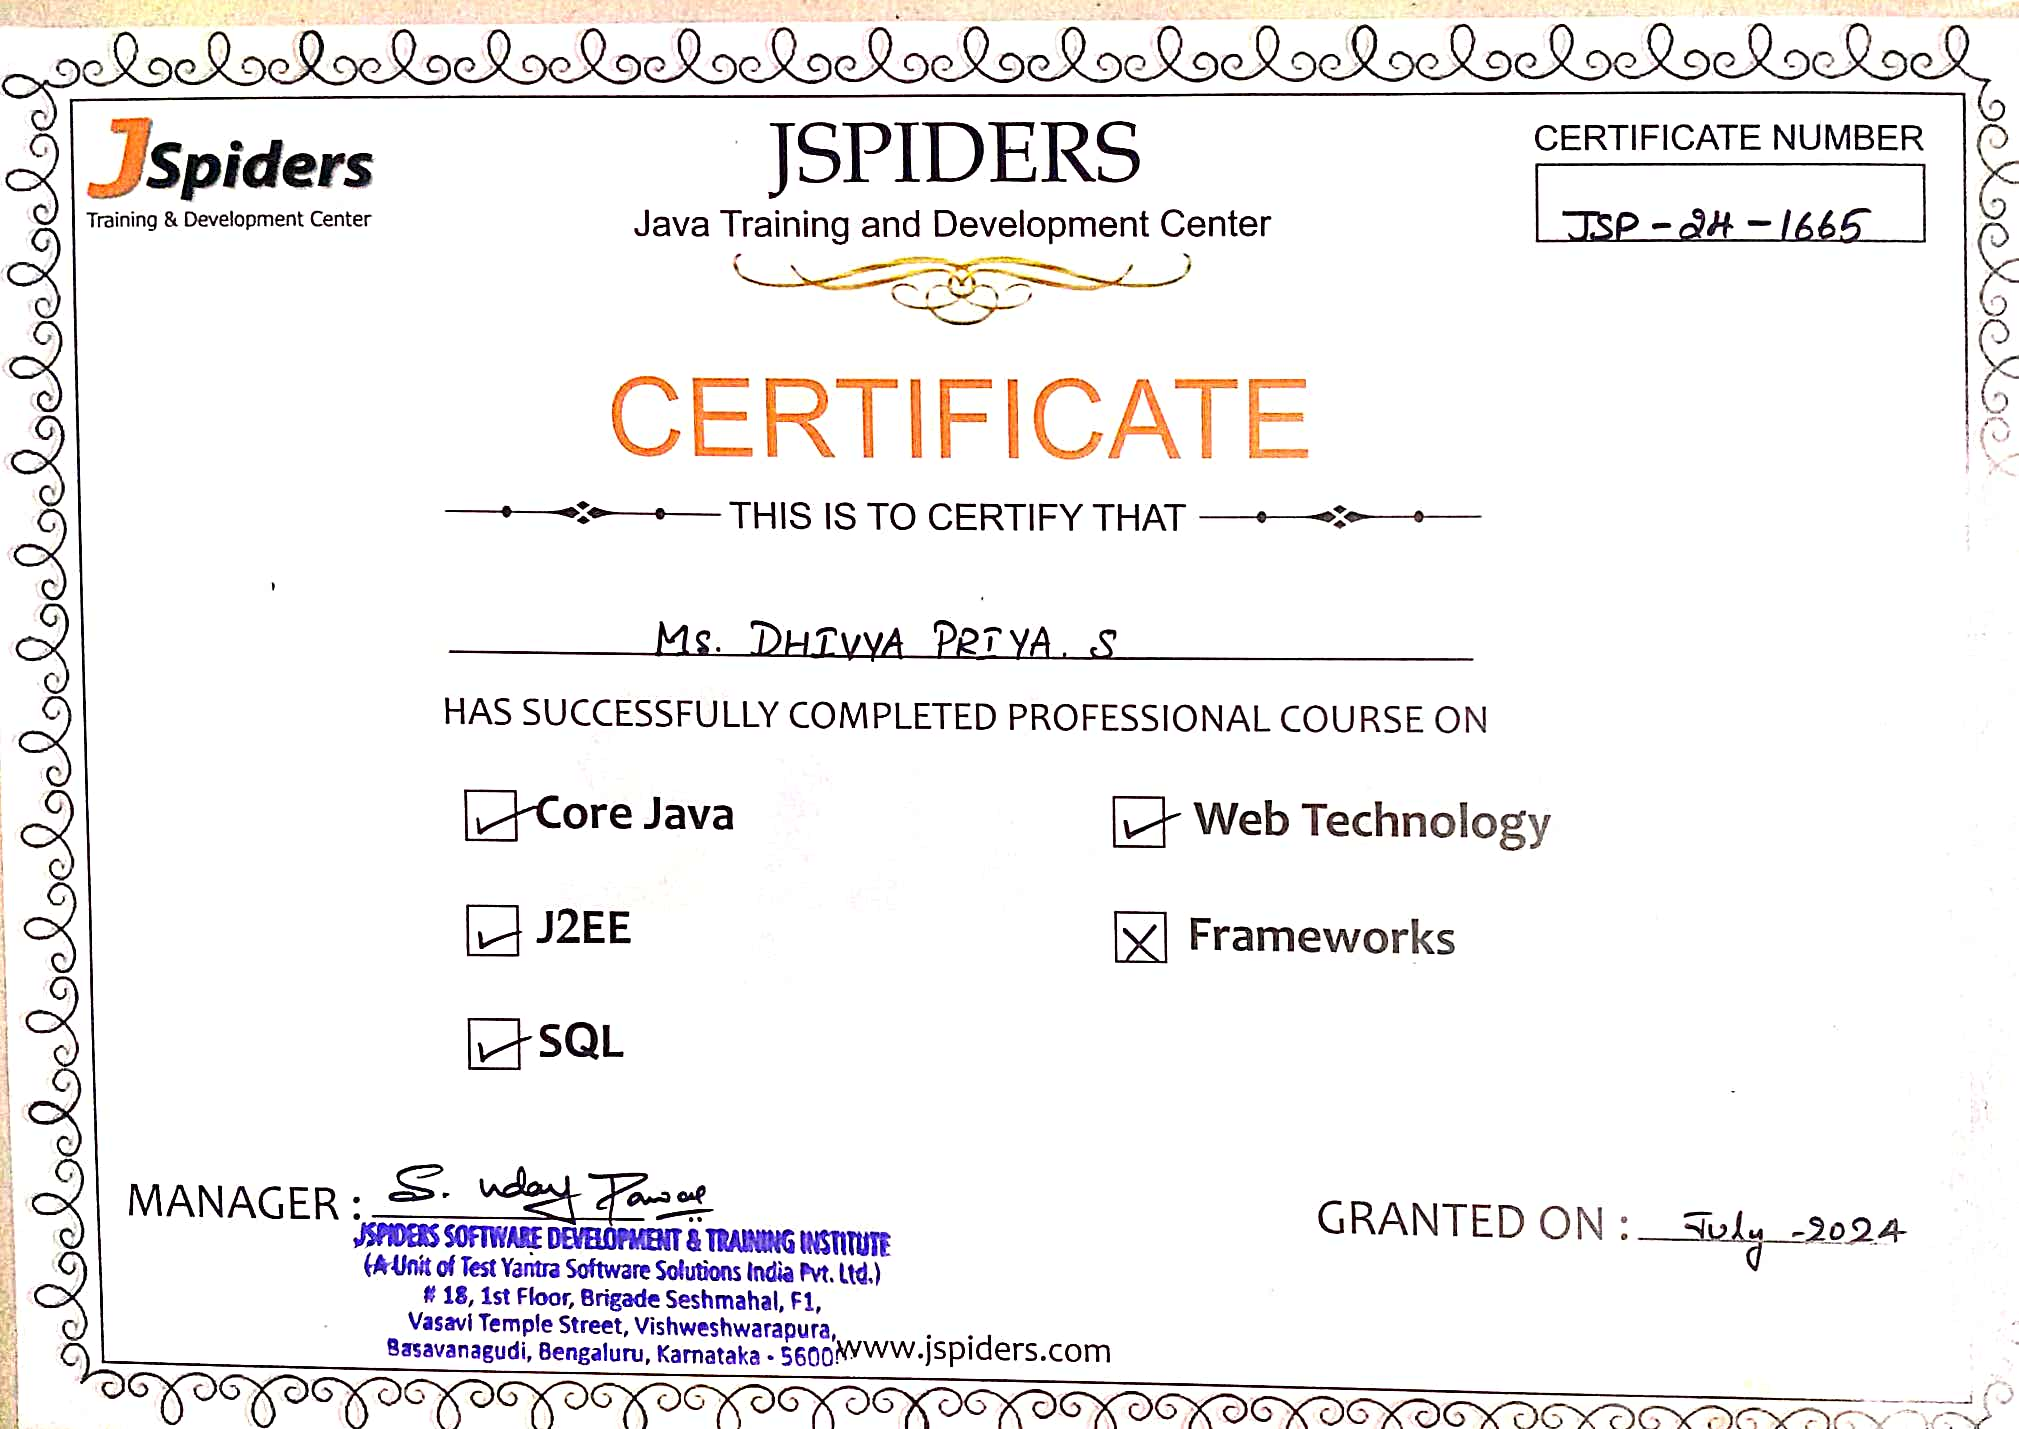 JSpiders
Training & Development Center
JSPIDERS
Java Training and Development Center
CERTIFICATE NUMBER
JSP - 24 - 1665
CERTIFICATE
THIS IS TO CERTIFY THAT
Ms. DHIVYA PRIYA. S
HAS SUCCESSFULLY COMPLETED PROFESSIONAL COURSE ON
Core Java
Web Technology
J2EE
Frameworks
SQL
MANAGER : S. Uday Pawar
GRANTED ON : July -2024
JSPIDERS SOFTWARE DEVELOPMENT & TRAINING INSTITUTE
(A Unit of Test Yantra Software Solutions India Pvt. Ltd.)
# 18, 1st Floor, Brigade Seshmahal, F1,
Vasavi Temple Street, Vishweshwarapura,
Basavanagudi, Bengaluru, Karnataka - 5600
www.jspiders.com